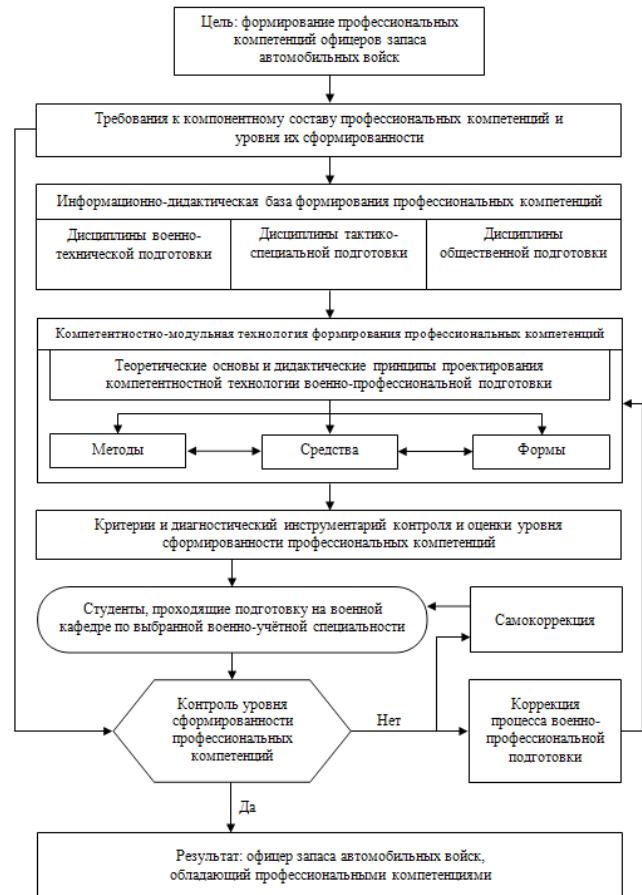 Цель: формирование профессиональных
компетенций офицеров запаса
автомобильных войск
Требования к компонентному составу профессиональных компетенций и
уровня их сформированности
Информационно-дидактическая база формирования профессиональных компетенций
Дисциплины военно-
технической подготовки
Дисциплины тактико-
специальной подготовки
Дисциплины
общественной подготовки
Компетентностно-модульная технология формирования профессиональных компетенций
Теоретические основы и дидактические принципы проектирования
компетентностной технологии военно-профессиональной подготовки
Методы
Средства
Формы
Критерии и диагностический инструментарий контроля и оценки уровня
сформированности профессиональных компетенций
Студенты, проходящие подготовку на военной
кафедре по выбранной военно-учётной специальности
Самокоррекция
Контроль уровня
сформированности
профессиональных
компетенций
Нет
Коррекция
процесса военно-
профессиональной
подготовки
Да
Результат: офицер запаса автомобильных войск,
обладающий профессиональными компетенциями